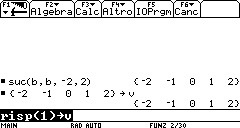 F1 F2 F3 F4 F5 F6
Algebra Calc Altro IOPrgm Canc
suc(b,b,-2,2) {-2 -1 0 1 2}
{-2 -1 0 1 2} → v
{-2 -1 0 1 2}
risp(1)→v
MAIN RAD AUTO FUNZ 2/30